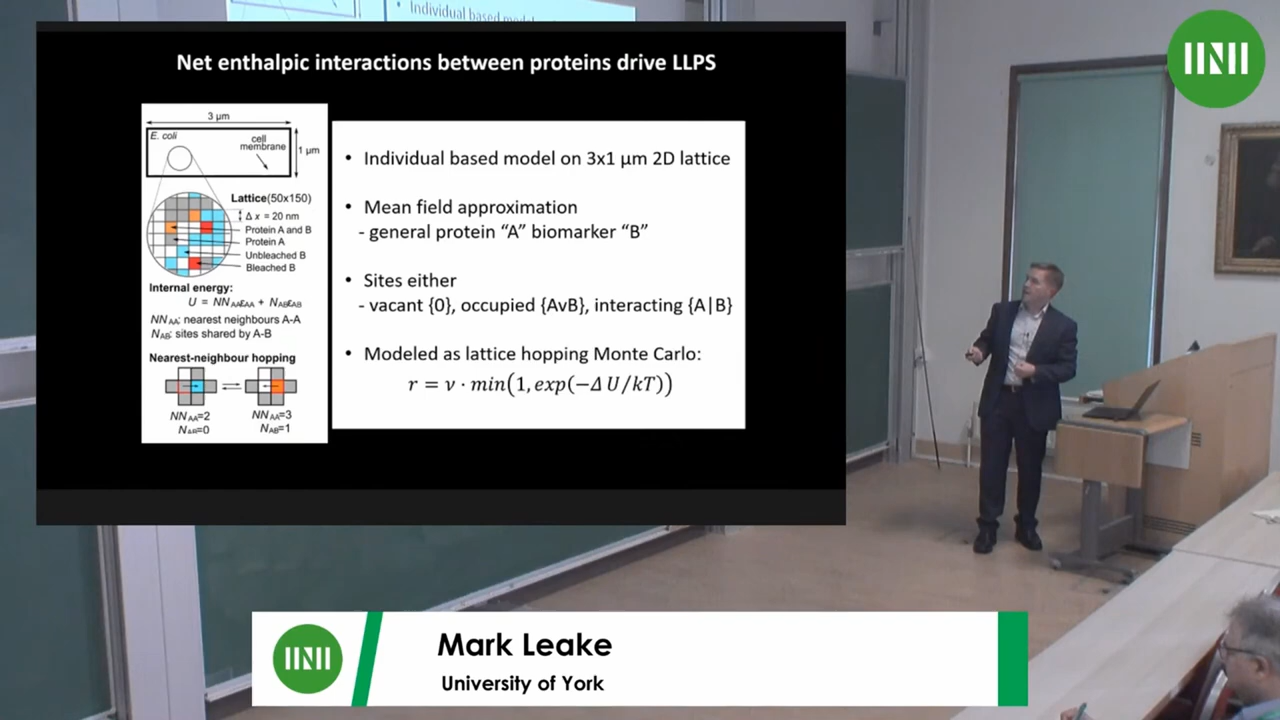 Individual based model
Net enthalpic interactions between proteins drive LLPS
3 µm
E. coli
cell
membrane
1 µm
Lattice(50x150)
Δ x = 20 nm
Protein A and B
Protein A
Unbleached B
Bleached B
Internal energy:
U = NN_AAε_AA + N_ABε_AB
NN_AA: nearest neighbours A-A
N_AB: sites shared by A-B
Nearest-neighbour hopping
NN_AA=2
N_AB=0
NN_AA=3
N_AB=1
• Individual based model on 3x1 µm 2D lattice
• Mean field approximation
- general protein “A” biomarker “B”
• Sites either
- vacant {0}, occupied {AvB}, interacting {A|B}
• Modeled as lattice hopping Monte Carlo:
r = ν · min(1, exp(−Δ U/kT))
Mark Leake
University of York